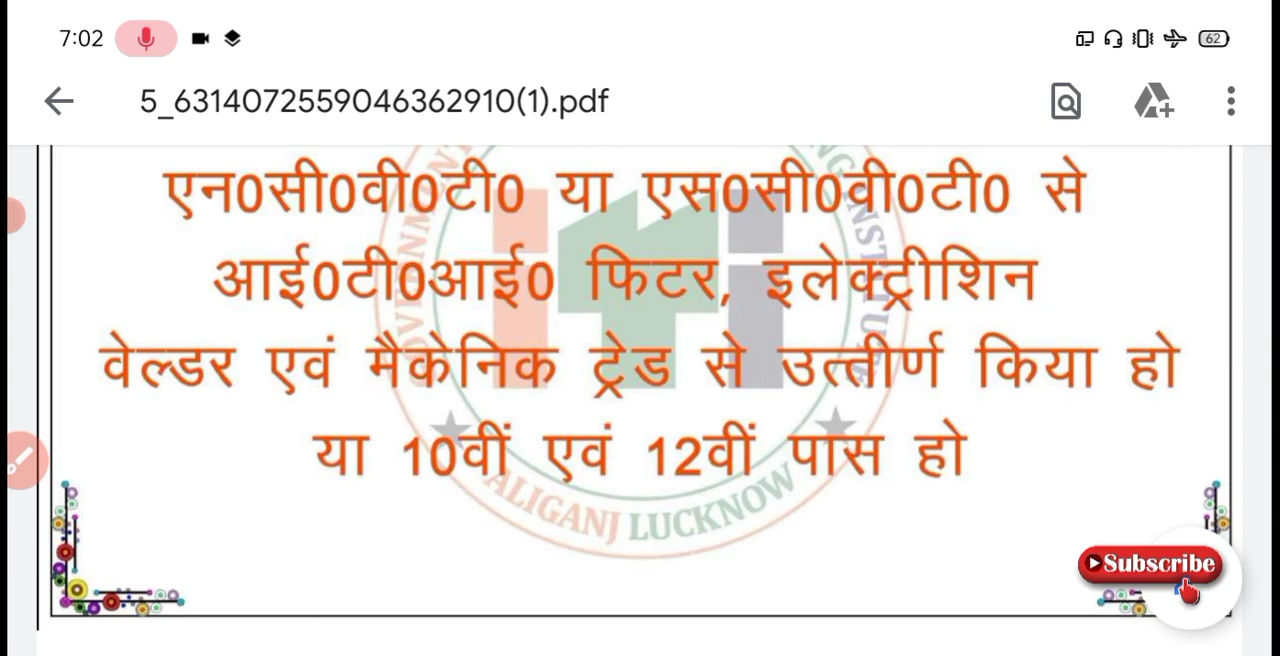 7:02
62
5_6314072559046362910(1).pdf
एन0सी0वी0टी0 या एस0सी0वी0टी0 से
आई0टी0आई0 फिटर, इलेक्ट्रीशिन
वेल्डर एवं मैकेनिक ट्रेड से उत्तीर्ण किया हो
या 10वीं एवं 12वीं पास हो
ALIGANJ LUCKNOW
Subscribe